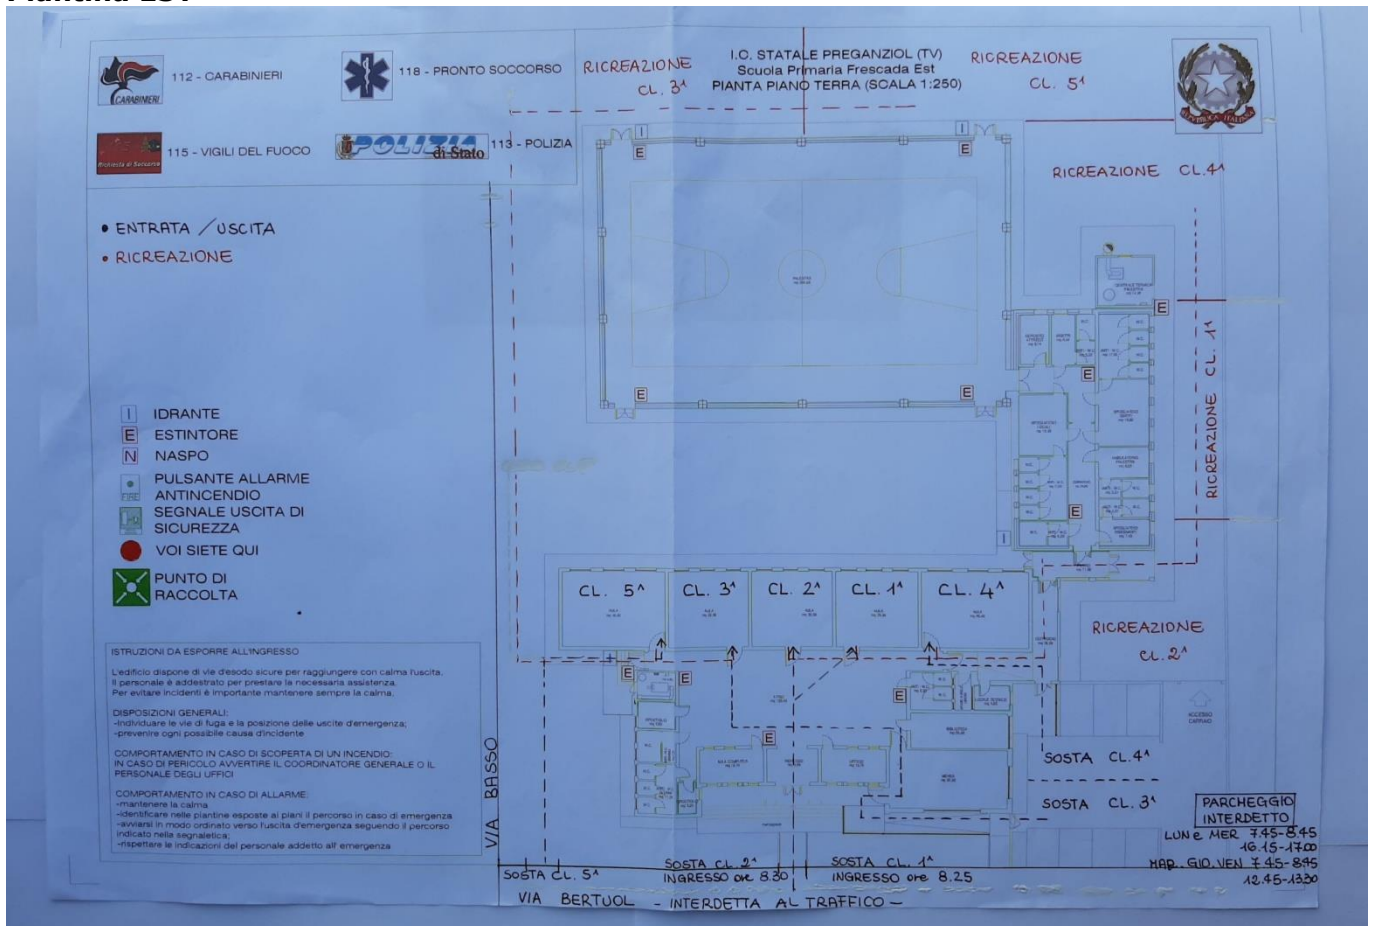 112 - CARABINIERI
CARABINIERI
118 - PRONTO SOCCORSO
115 - VIGILI DEL FUOCO
Richiesta di Soccorso
POLIZIA
di Stato
113 - POLIZIA
RICREAZIONE
CL. 3^
I.C. STATALE PREGANZIOL (TV)
Scuola Primaria Frescada Est
PIANTA PIANO TERRA (SCALA 1:250)
RICREAZIONE
CL. 5^
RICREAZIONE CL.4^
• ENTRATA / USCITA
• RICREAZIONE
RICREAZIONE CL. 1^
I IDRANTE
E ESTINTORE
N NASPO
PULSANTE ALLARME
ANTINCENDIO
FIRE
SEGNALE USCITA DI
SICUREZZA
VOI SIETE QUI
PUNTO DI
RACCOLTA
CL. 5^
CL. 3^
CL. 2^
CL. 1^
CL. 4^
RICREAZIONE
CL. 2^
ISTRUZIONI DA ESPORRE ALL'INGRESSO
L'edificio dispone di vie d'esodo sicure per raggiungere con calma l'uscita.
Il personale è addestrato per prestare la necessaria assistenza.
Per evitare incidenti è importante mantenere sempre la calma.
DISPOSIZIONI GENERALI:
-Individuare le vie di fuga e la posizione delle uscite d'emergenza;
-prevenire ogni possibile causa d'incidente
COMPORTAMENTO IN CASO DI SCOPERTA DI UN INCENDIO:
IN CASO DI PERICOLO AVVERTIRE IL COORDINATORE GENERALE O IL
PERSONALE DEGLI UFFICI
COMPORTAMENTO IN CASO DI ALLARME:
-mantenere la calma
-identificare nelle piantine esposte ai piani il percorso in caso di emergenza
-avviarsi in modo ordinato verso l'uscita d'emergenza seguendo il percorso
indicato nella segnaletica;
-rispettare le indicazioni del personale addetto all' emergenza
VIA BASSO
ACCESSO
CARRAIO
SOSTA CL.4^
SOSTA CL. 3^
PARCHEGGIO
INTERDETTO
LUN e MER 7.45-8.45
16.15-17.00
MAR. GIO. VEN 7.45-8.45
12.45-13.30
SOSTA CL. 5^
SOSTA CL. 2^
INGRESSO ore 8.30
SOSTA CL. 1^
INGRESSO ore 8.25
VIA BERTUOL - INTERDETTA AL TRAFFICO -